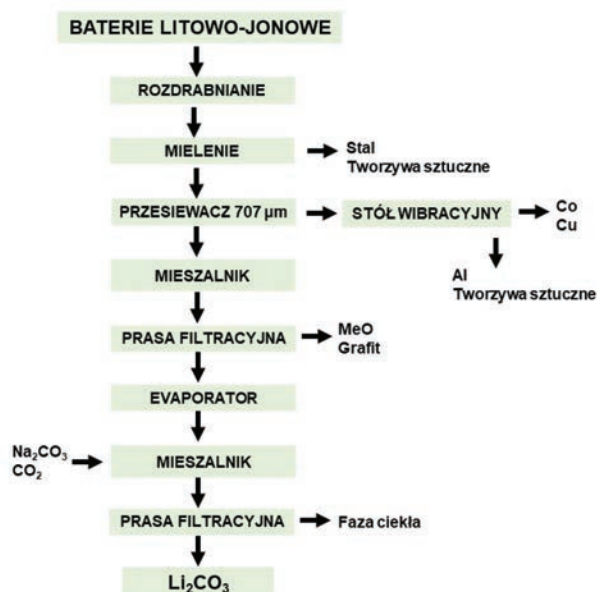 BATERIE LITOWO-JONOWE
ROZDRABNIANIE
MIELENIE
Stal
Tworzywa sztuczne
PRZESIEWACZ 707 µm
STÓŁ WIBRACYJNY
Co
Cu
Al
Tworzywa sztuczne
MIESZALNIK
PRASA FILTRACYJNA
MeO
Grafit
EVAPORATOR
Na₂CO₃
CO₂
MIESZALNIK
PRASA FILTRACYJNA
Faza ciekła
Li₂CO₃